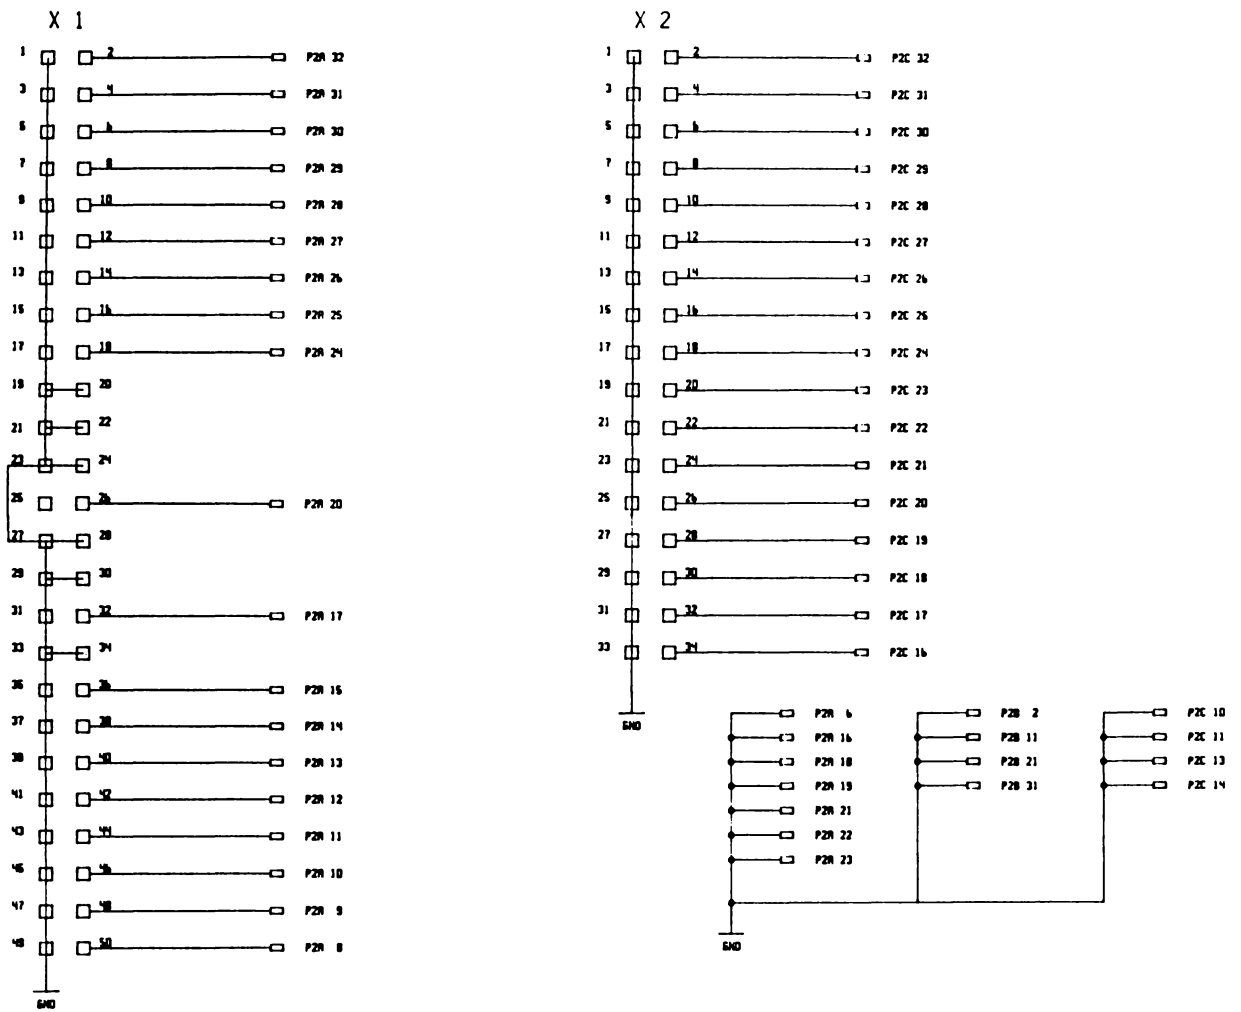 X 1
1 2 P2A 32
3 4 P2A 31
5 6 P2A 30
7 8 P2A 29
9 10 P2A 28
11 12 P2A 27
13 14 P2A 26
15 16 P2A 25
17 18 P2A 24
19 20
21 22
23 24
25 26 P2A 20
27 28
29 30
31 32 P2A 17
33 34
35 36 P2A 15
37 38 P2A 14
39 40 P2A 13
41 42 P2A 12
43 44 P2A 11
45 46 P2A 10
47 48 P2A 9
49 50 P2A 8
GND
X 2
1 2 P2C 32
3 4 P2C 31
5 6 P2C 30
7 8 P2C 29
9 10 P2C 28
11 12 P2C 27
13 14 P2C 26
15 16 P2C 25
17 18 P2C 24
19 20 P2C 23
21 22 P2C 22
23 24 P2C 21
25 26 P2C 20
27 28 P2C 19
29 30 P2C 18
31 32 P2C 17
33 34 P2C 16
GND
P2A 6
P2A 16
P2A 18
P2A 19
P2A 21
P2A 22
P2A 23
GND
P2B 2
P2B 11
P2B 21
P2B 31
P2C 10
P2C 11
P2C 13
P2C 14